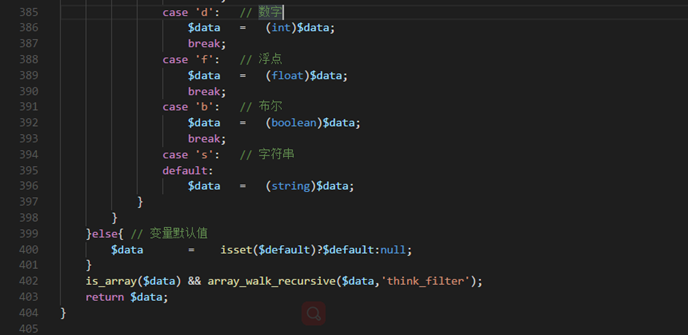 385 case 'd': // 数字
386 $data = (int)$data;
387 break;
388 case 'f': // 浮点
389 $data = (float)$data;
390 break;
391 case 'b': // 布尔
392 $data = (boolean)$data;
393 break;
394 case 's': // 字符串
395 default:
396 $data = (string)$data;
397 }
398 }
399 }else{ // 变量默认值
400 $data = isset($default)?$default:null;
401 }
402 is_array($data) && array_walk_recursive($data,'think_filter');
403 return $data;
404 }
405